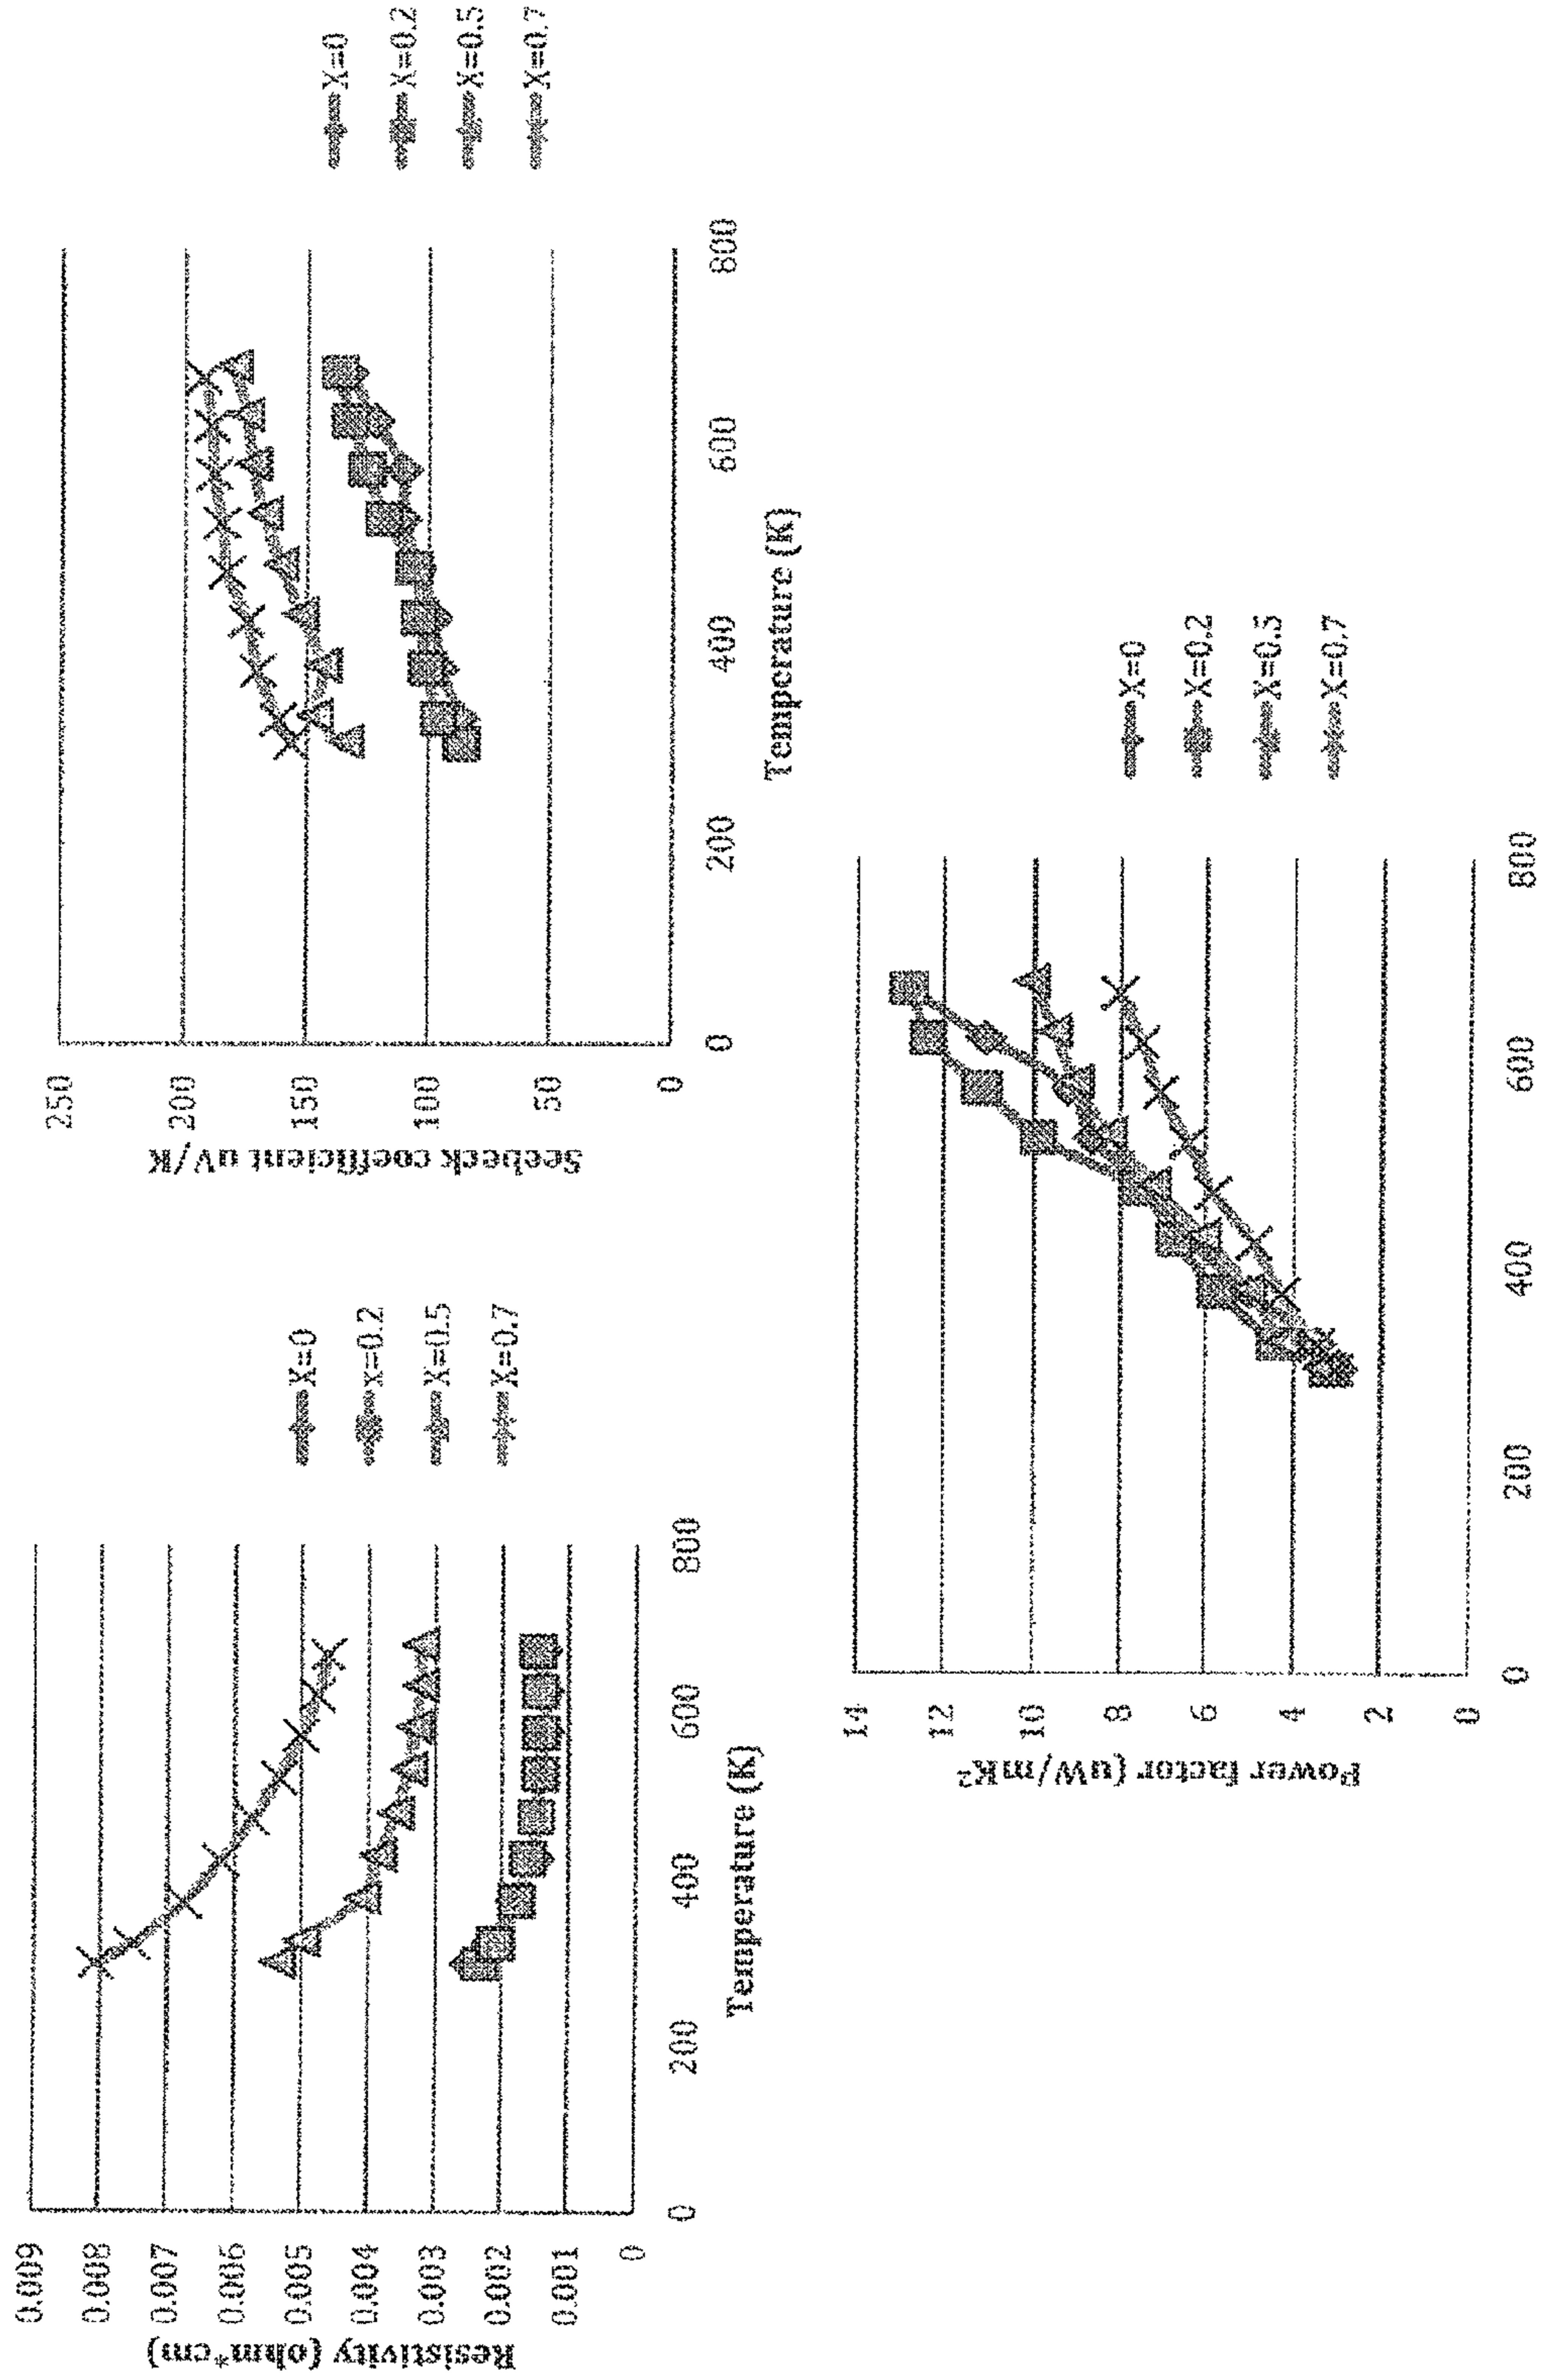 Resistivity (ohm*cm)
0.009
0.008
0.007
0.006
0.005
0.004
0.003
0.002
0.001
0
0
200
400
600
800
Temperature (K)
X=0
x=0.2
X=0.5
X=0.7
Seebeck coefficient uV/K
250
200
150
100
50
0
0
200
400
600
800
Temperature (K)
X=0
X=0.2
X=0.5
X=0.7
Power factor (uW/mK²
14
12
10
8
6
4
2
0
0
200
400
600
800
X=0
X=0.2
X=0.5
X=0.7